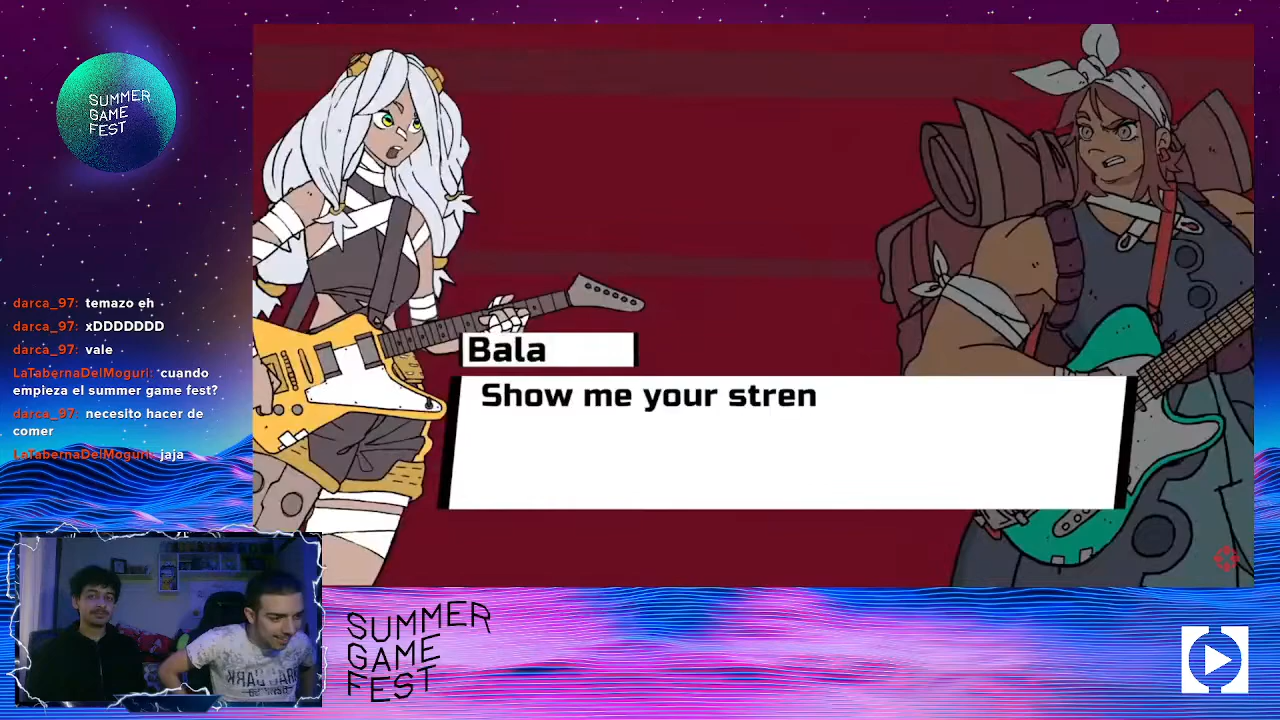 SUMMER
GAME
FEST
Bala
Show me your stren
darca_97: temazo eh
darca_97: xDDDDDDD
darca_97: vale
LaTabernaDelMoguri: cuando
empieza el summer game fest?
darca_97: necesito hacer de
comer
LaTabernaDelMoguri: jaja
SUMMER
GAME
FEST